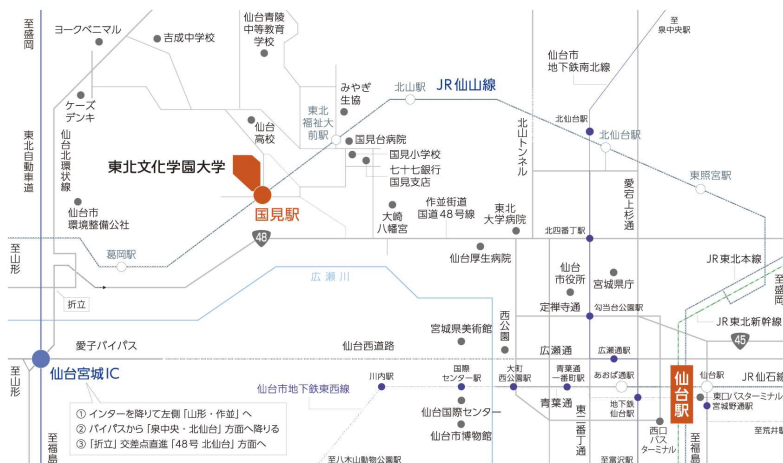 至盛岡
ヨークベニマル
吉成中学校
仙台青陵
中等教育
学校
至
泉中央駅
仙台市
地下鉄南北線
ケーズ
デンキ
東北自動車道
仙台北環状線
仙台
高校
みやぎ
生協
東北
福祉大
前駅
北山駅
JR仙山線
国見台病院
国見小学校
七十七銀行
国見支店
北山トンネル
北仙台駅
北仙台駅
東照宮駅
愛宕上杉通
東北文化学園大学
国見駅
仙台市
環境整備公社
大崎
八幡宮
作並街道
国道48号線
東北
大学病院
北四番丁駅
48
仙台厚生病院
至山形
葛岡駅
広瀬川
仙台
市役所
宮城県庁
JR東北本線
至盛岡
折立
定禅寺通
勾当台公園駅
西公園
JR東北新幹線
45
宮城県美術館
愛子バイパス
仙台西道路
広瀬通
広瀬通駅
仙台宮城IC
至山形
仙台市地下鉄東西線
川内駅
国際
センター駅
大町
西公園駅
青葉通
一番町駅
あおば通駅
仙台駅
仙台駅
JR仙石線
東口バスターミナル
宮城野通駅
青葉通
地下鉄
仙台駅
仙台国際センター
仙台市博物館
東二番丁通
西口
バス
ターミナル
至荒井駅
①インターを降りて左側「山形・作並」へ
②バイパスから「泉中央・北仙台」方面へ降りる
③「折立」交差点直進「48号 北仙台」方面へ
至福島
至八木山動物公園駅
至富沢駅
至福島